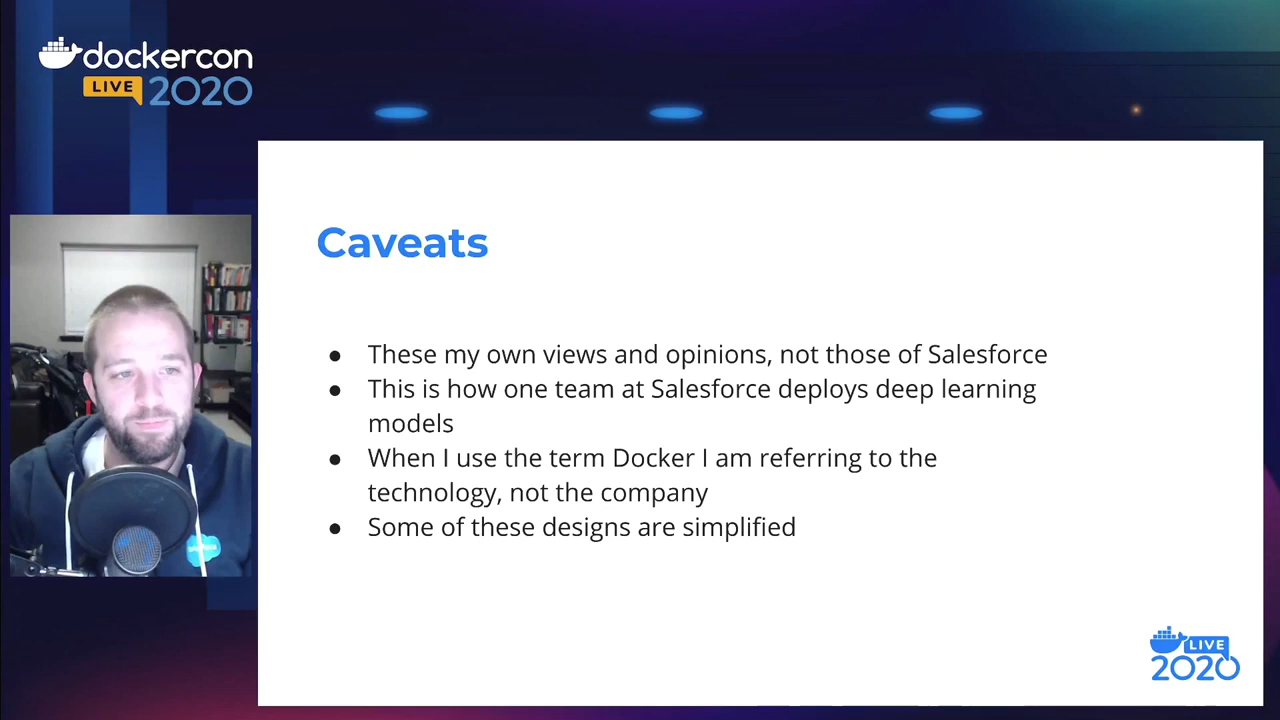 dockercon
LIVE 2020
Caveats
● These my own views and opinions, not those of Salesforce
● This is how one team at Salesforce deploys deep learning
models
● When I use the term Docker I am referring to the
technology, not the company
● Some of these designs are simplified
LIVE
2020